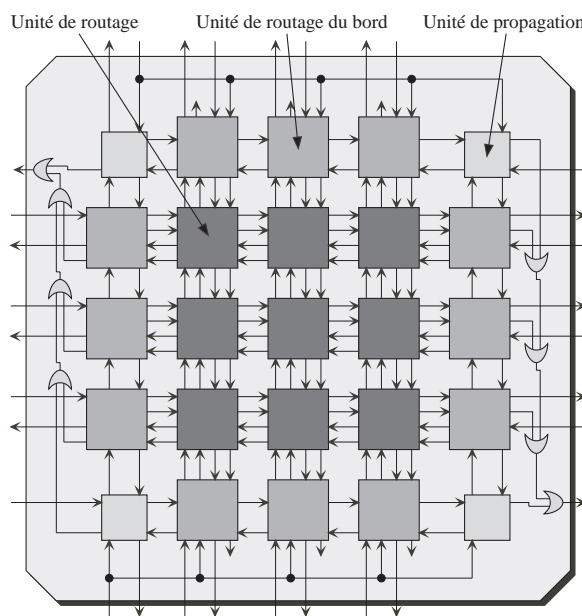 Unité de routage
Unité de routage du bord
Unité de propagation